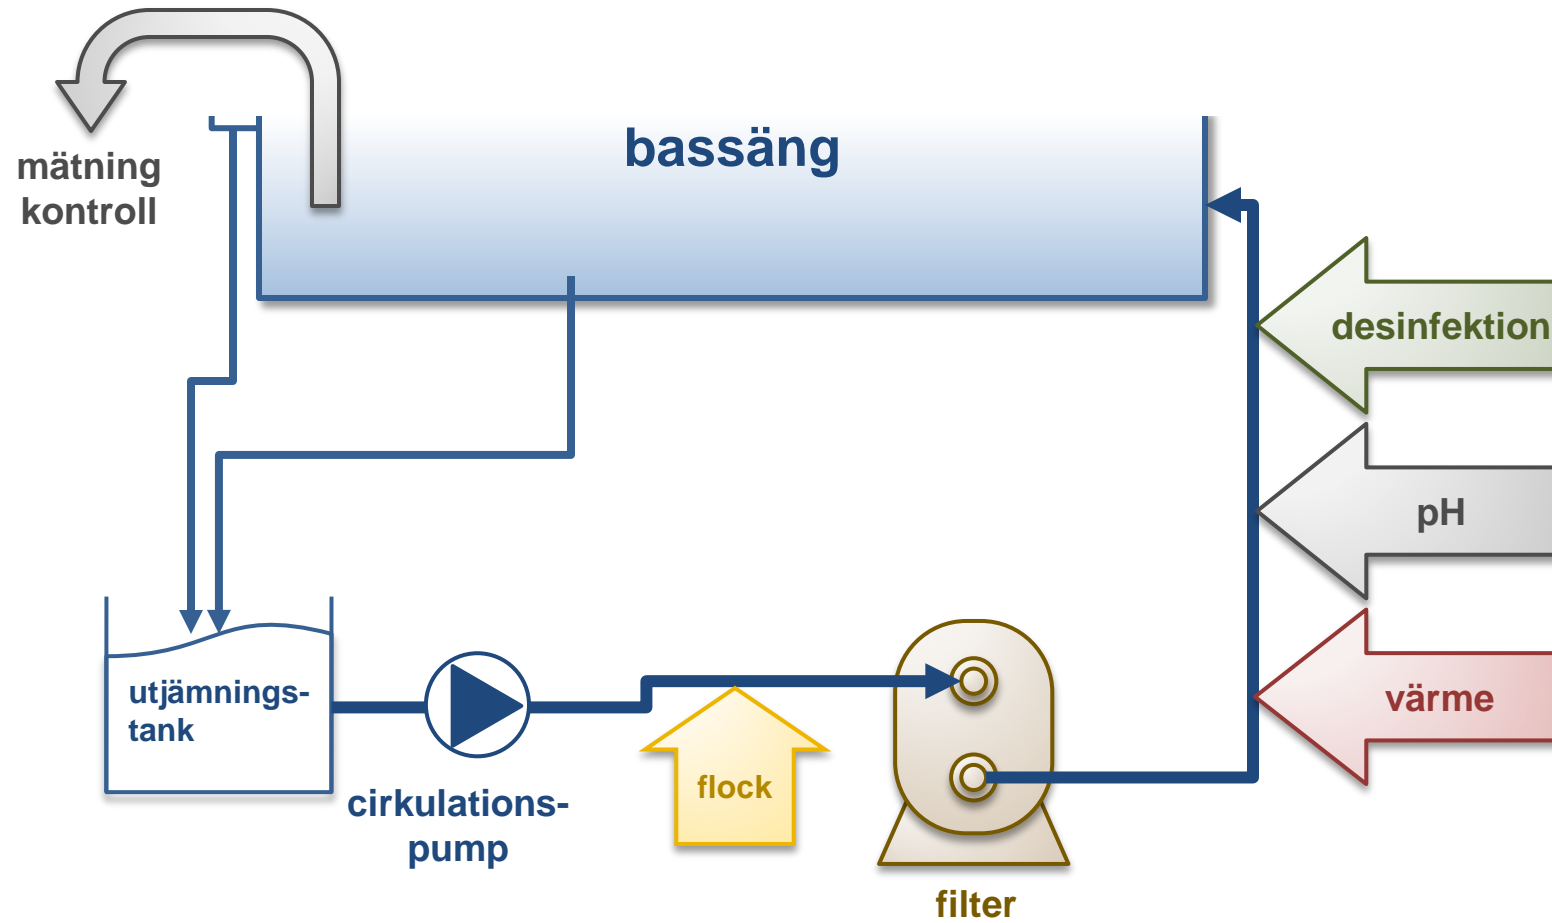 bassäng
mätning
kontroll
desinfektion
pH
värme
utjämnings-
tank
flock
cirkulations-
pump
filter